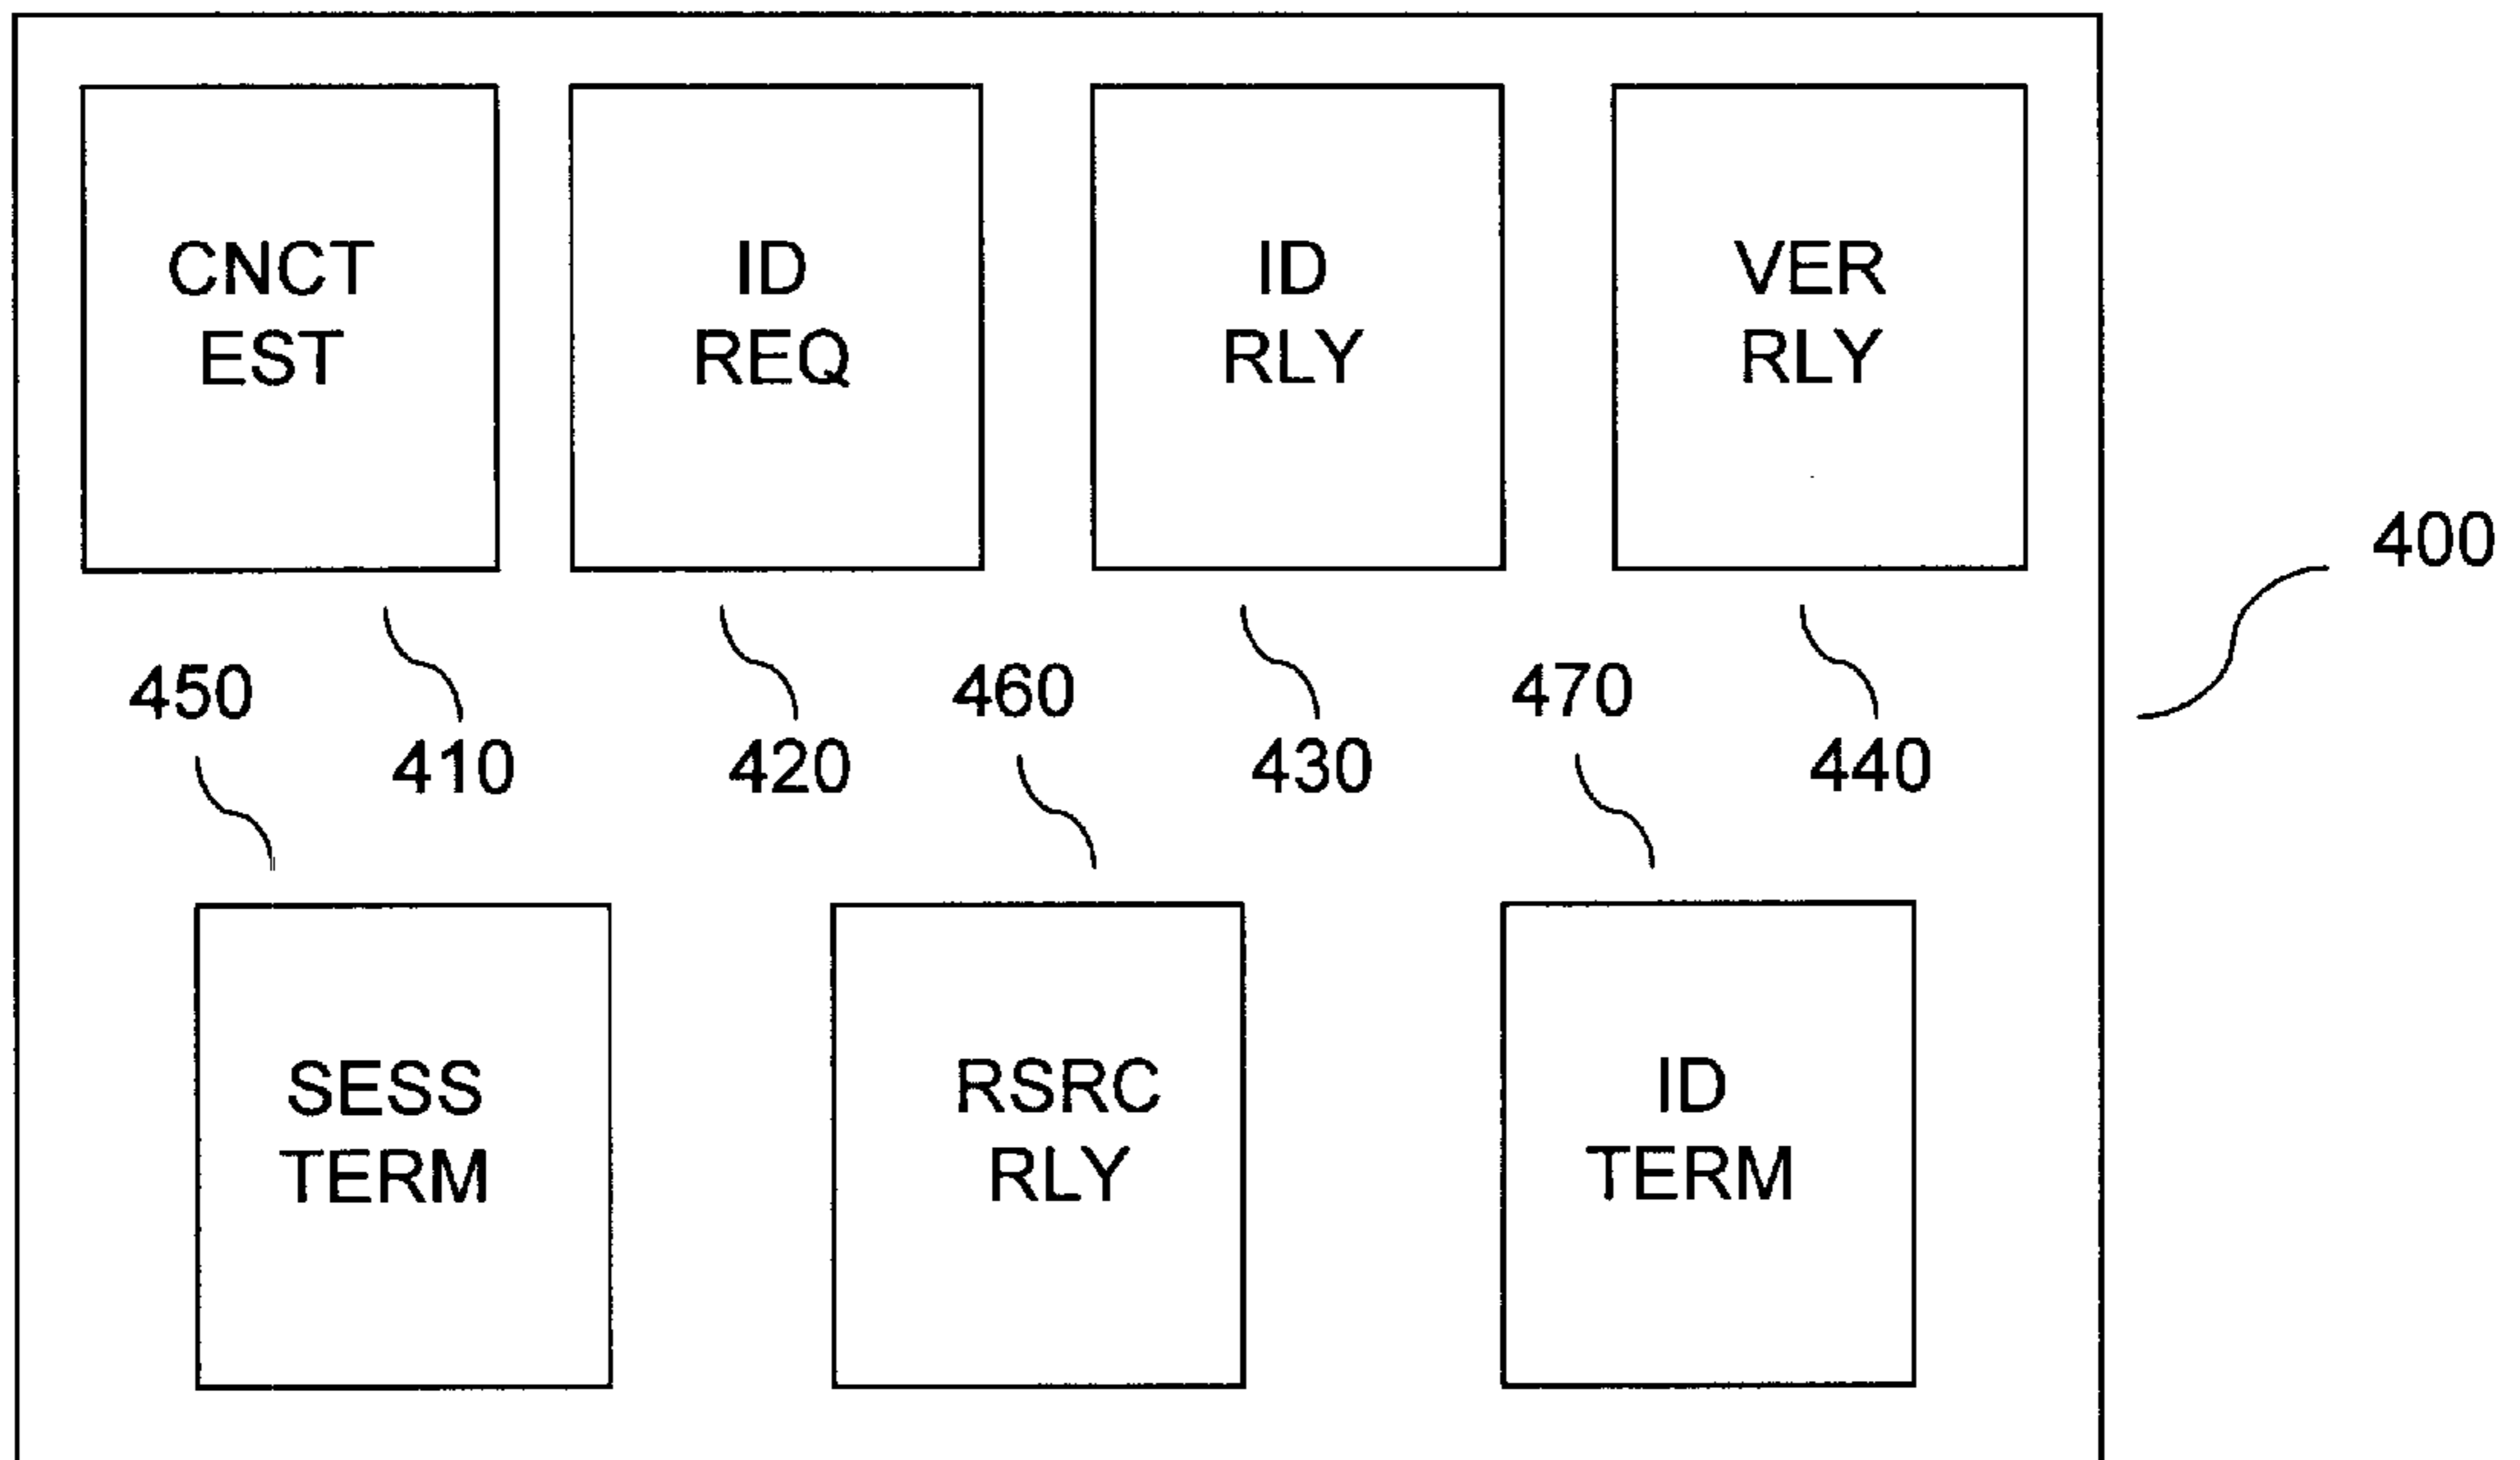 CNCT
EST
ID
REQ
ID
RLY
VER
RLY
400
450
410
420
460
430
470
440
SESS
TERM
RSRC
RLY
ID
TERM